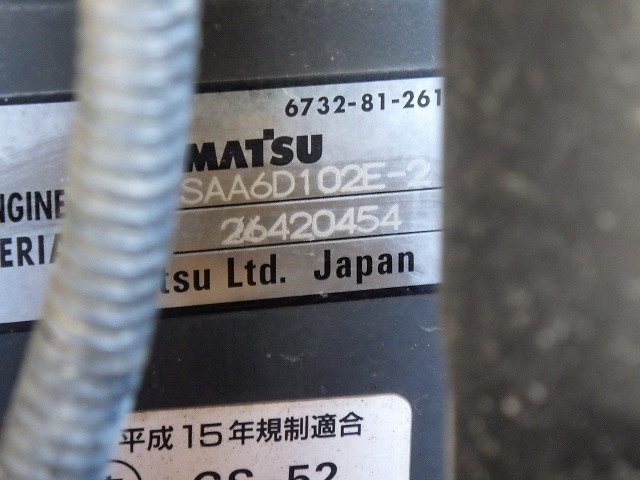 6732-81-261
MATSU
NGINE SAA6D102E-2
ERIA 26420454
tsu Ltd. Japan
平成15年規制適合